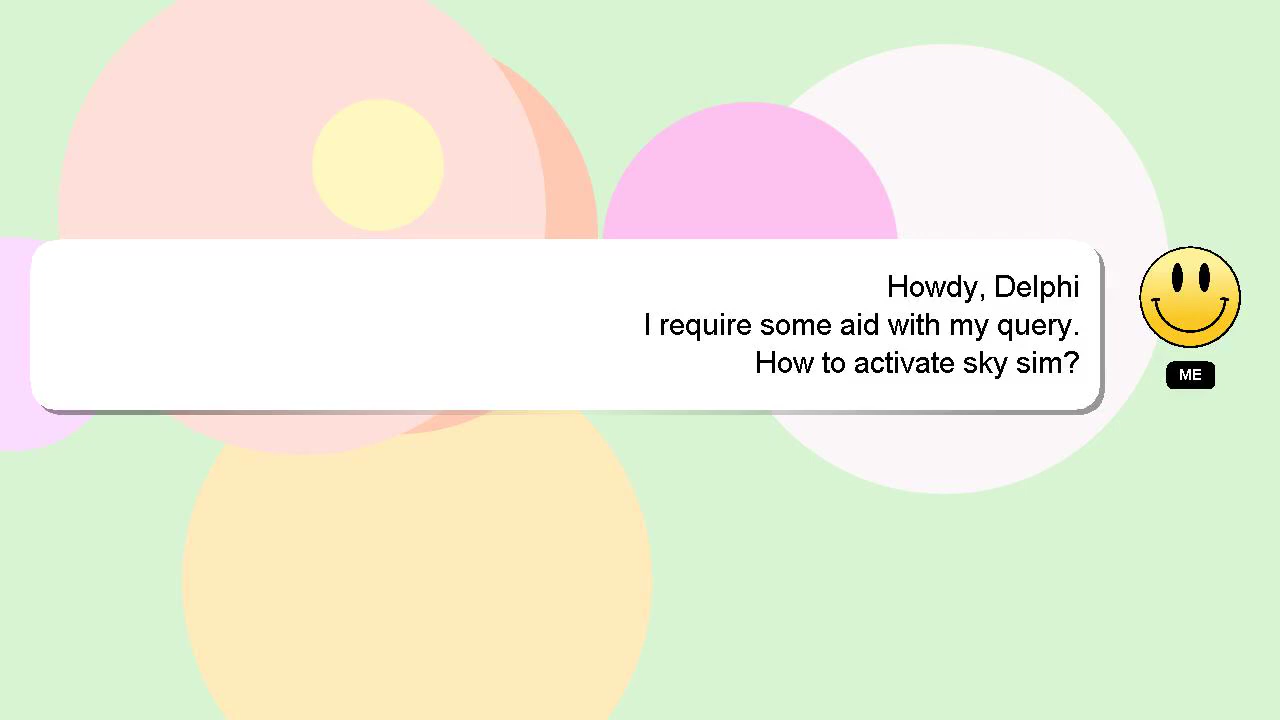 Howdy, Delphi
I require some aid with my query.
How to activate sky sim?
ME